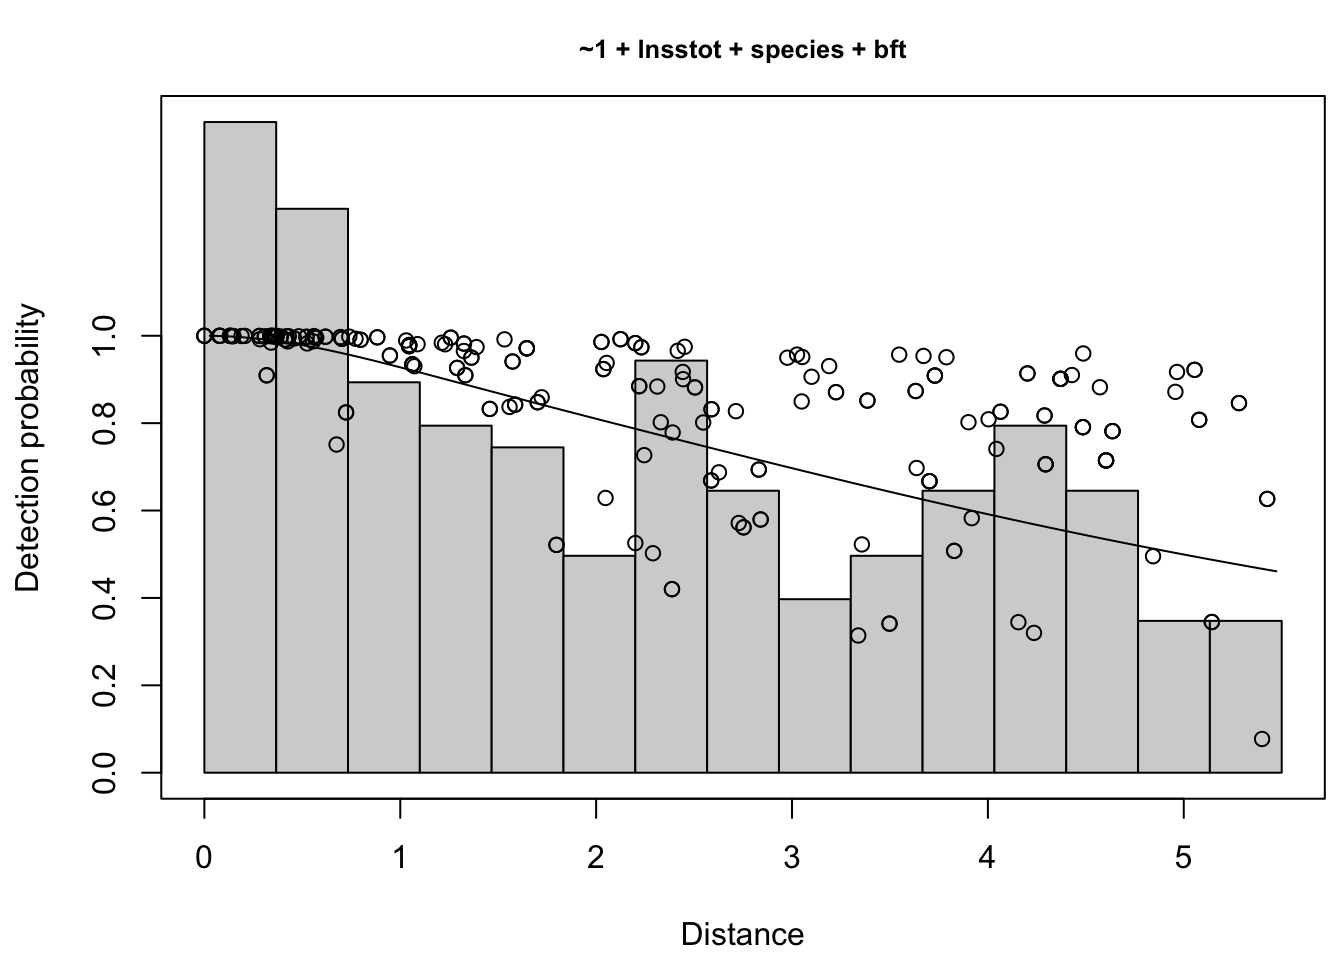 ~1 + lnsstot + species + bft
Detection probability
1.0
0.8
0.6
0.4
0.2
0.0
0 1 2 3 4 5
Distance